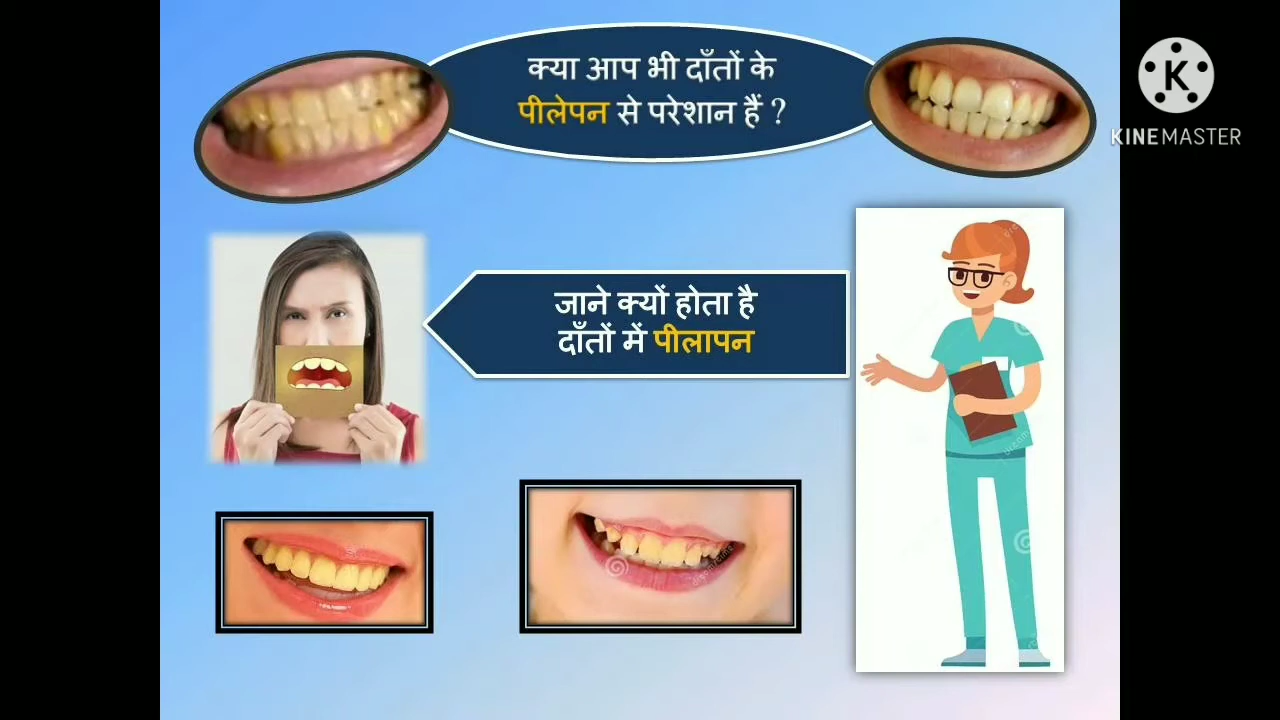 क्या आप भी दाँतों के
पीलेपन से परेशान हैं ?
KINEMASTER
जाने क्यों होता है
दाँतों में पीलापन